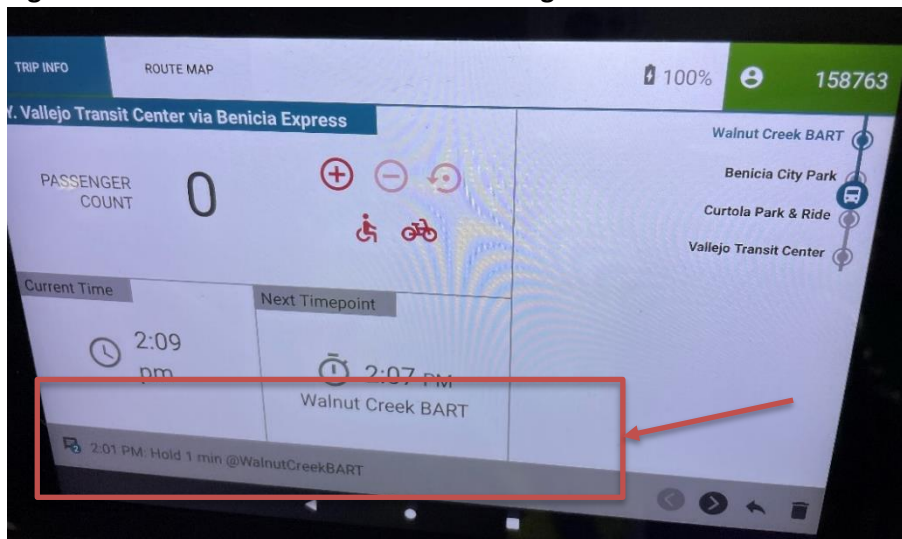 TRIP INFO
ROUTE MAP
100%
158763
Y. Vallejo Transit Center via Benicia Express
PASSENGER
COUNT
0
Walnut Creek BART
Benicia City Park
Curtola Park & Ride
Vallejo Transit Center
Current Time
2:09
pm
Next Timepoint
2:07 PM
Walnut Creek BART
2:01 PM: Hold 1 min @WalnutCreekBART